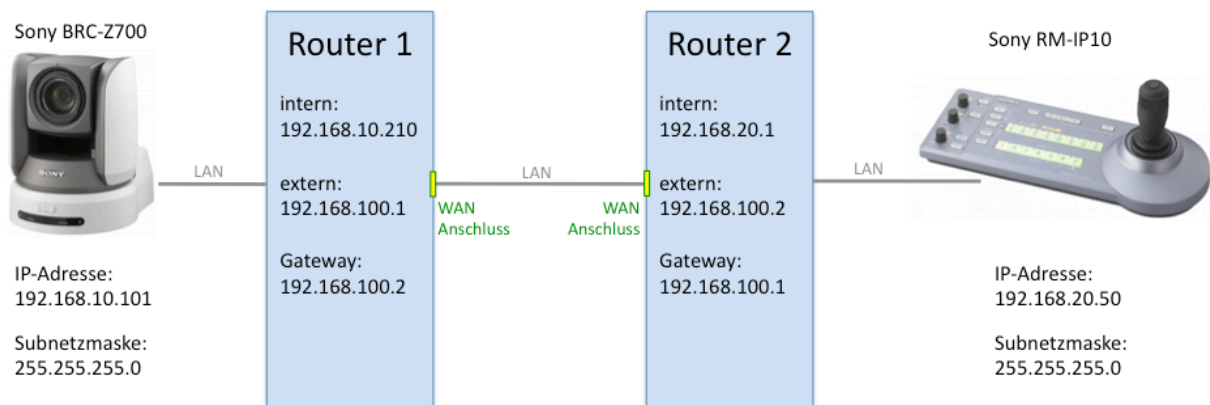 Sony BRC-Z700
SONY
IP-Adresse:
192.168.10.101
Subnetzmaske:
255.255.255.0
LAN
Router 1
intern:
192.168.10.210
extern:
192.168.100.1
Gateway:
192.168.100.2
WAN
Anschluss
LAN
WAN
Anschluss
Router 2
intern:
192.168.20.1
extern:
192.168.100.2
Gateway:
192.168.100.1
LAN
Sony RM-IP10
IP-Adresse:
192.168.20.50
Subnetzmaske:
255.255.255.0